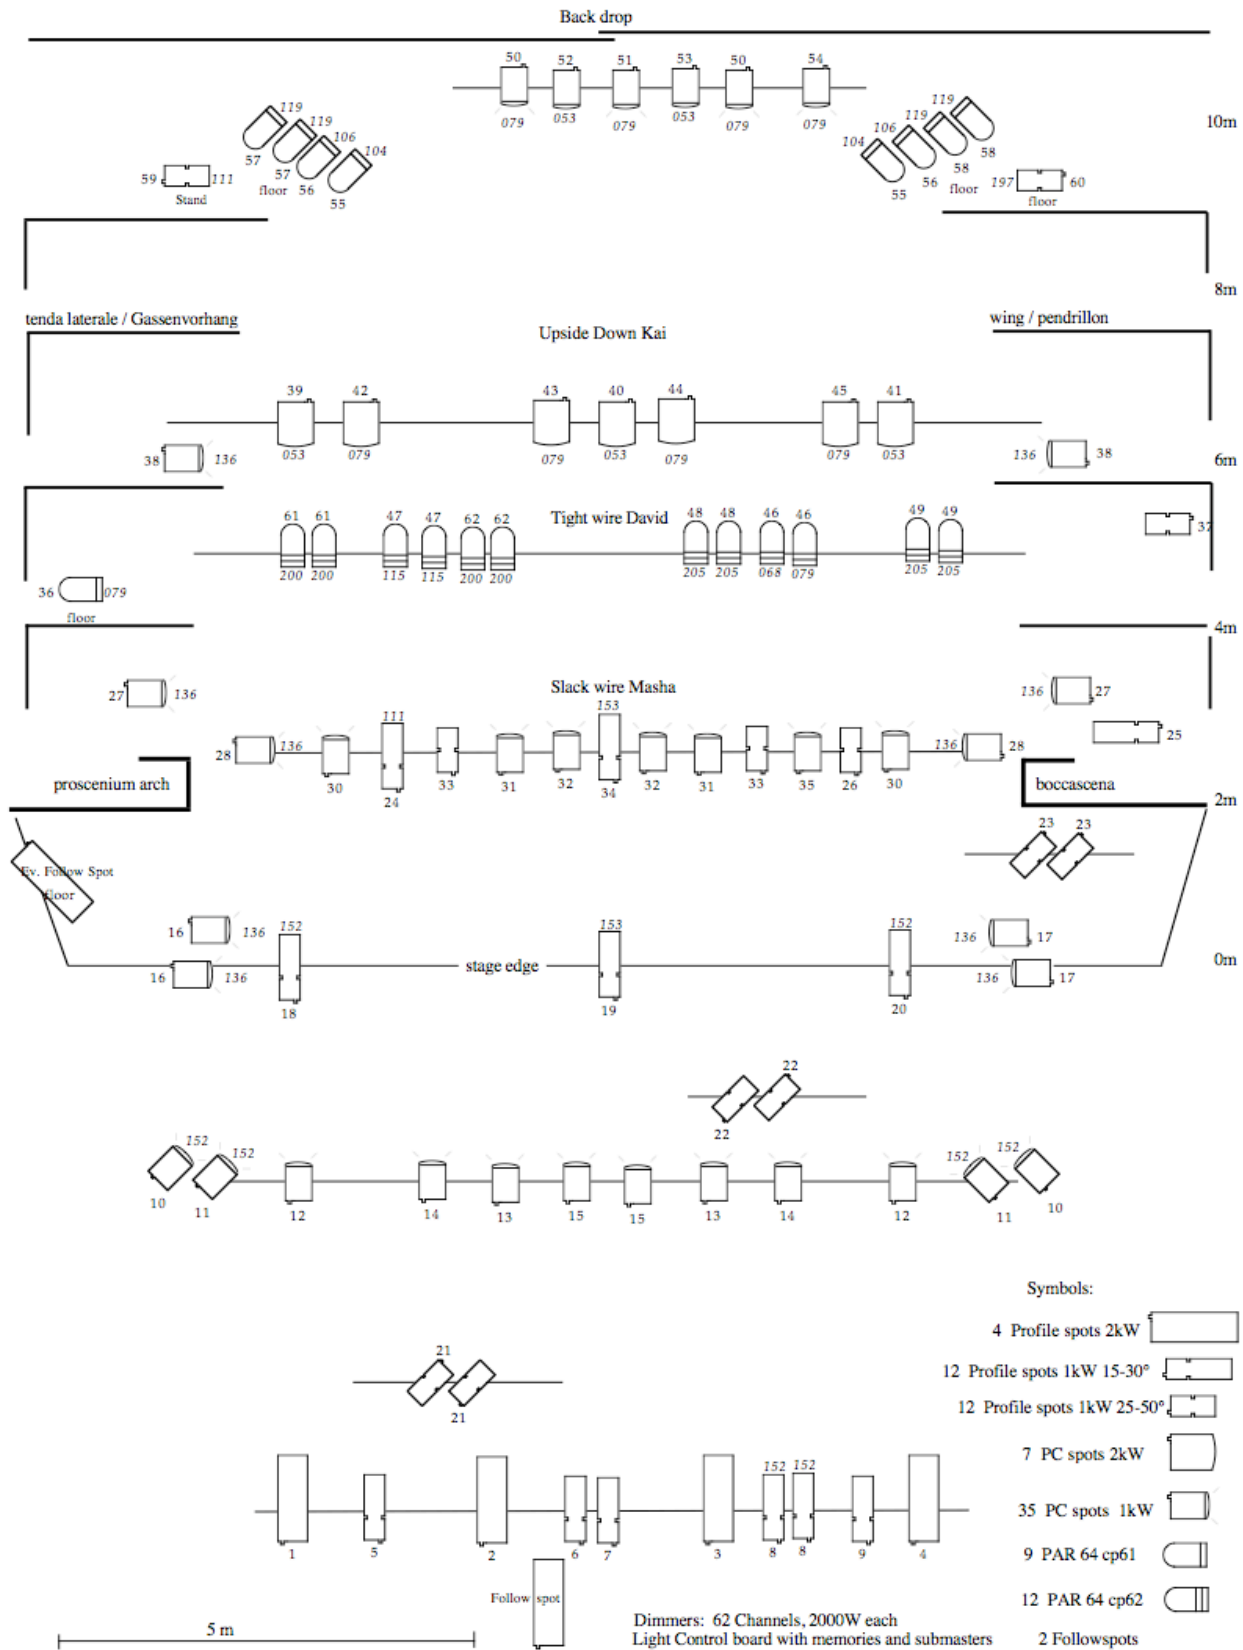 Back drop
50 52 51 53 50 54
079 053 079 053 079 079
10m
119 119 106 104
57 57 56 55
floor
59 111
Stand
119 119 106 104
55 56 58 58
floor
197 60
floor
8m
tenda laterale / Gassenvorhang
Upside Down Kai
wing / pendrillon
39 42 43 40 44 45 41
053 079 079 053 079 079 053
38 136
136 38
6m
61 61 47 47 62 62
Tight wire David
48 48 46 46 49 49
200 200 115 115 200 200 205 205 068 079 205 205
37
36 079
floor
4m
27 136
Slack wire Masha
136 27
111 153
25
28 136
136 28
30 24 33 31 32 34 32 31 33 35 26 30
proscenium arch
boccascena
2m
23 23
Ev. Follow Spot
floor
16 136
152 153 152
136 17
16 136
stage edge
136 17
0m
18 19 20
22
22
152 152
152 152
10 11 12 14 13 15 15 13 14 12 11 10
Symbols:
4 Profile spots 2kW
12 Profile spots 1kW 15-30°
12 Profile spots 1kW 25-50°
7 PC spots 2kW
35 PC spots 1kW
9 PAR 64 cp61
12 PAR 64 cp62
2 Followspots
21
21
152 152
1 5 2 6 7 3 8 8 9 4
Follow spot
5 m
Dimmers: 62 Channels, 2000W each
Light Control board with memories and submasters